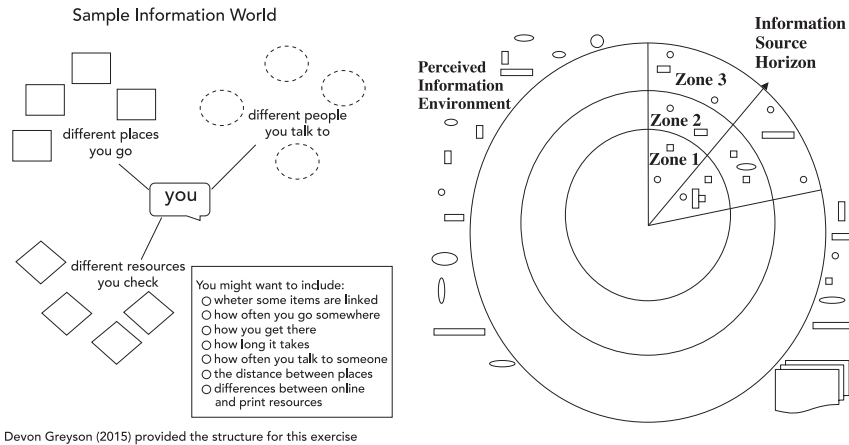 Sample Information World
different places
you go
different people
you talk to
you
different resources
you check
You might want to include:
wheter some items are linked
how often you go somewhere
how you get there
how long it takes
how often you talk to someone
the distance between places
differences between online
and print resources
Devon Greyson (2015) provided the structure for this exercise
Perceived
Information
Environment
Information
Source
Horizon
Zone 3
Zone 2
Zone 1